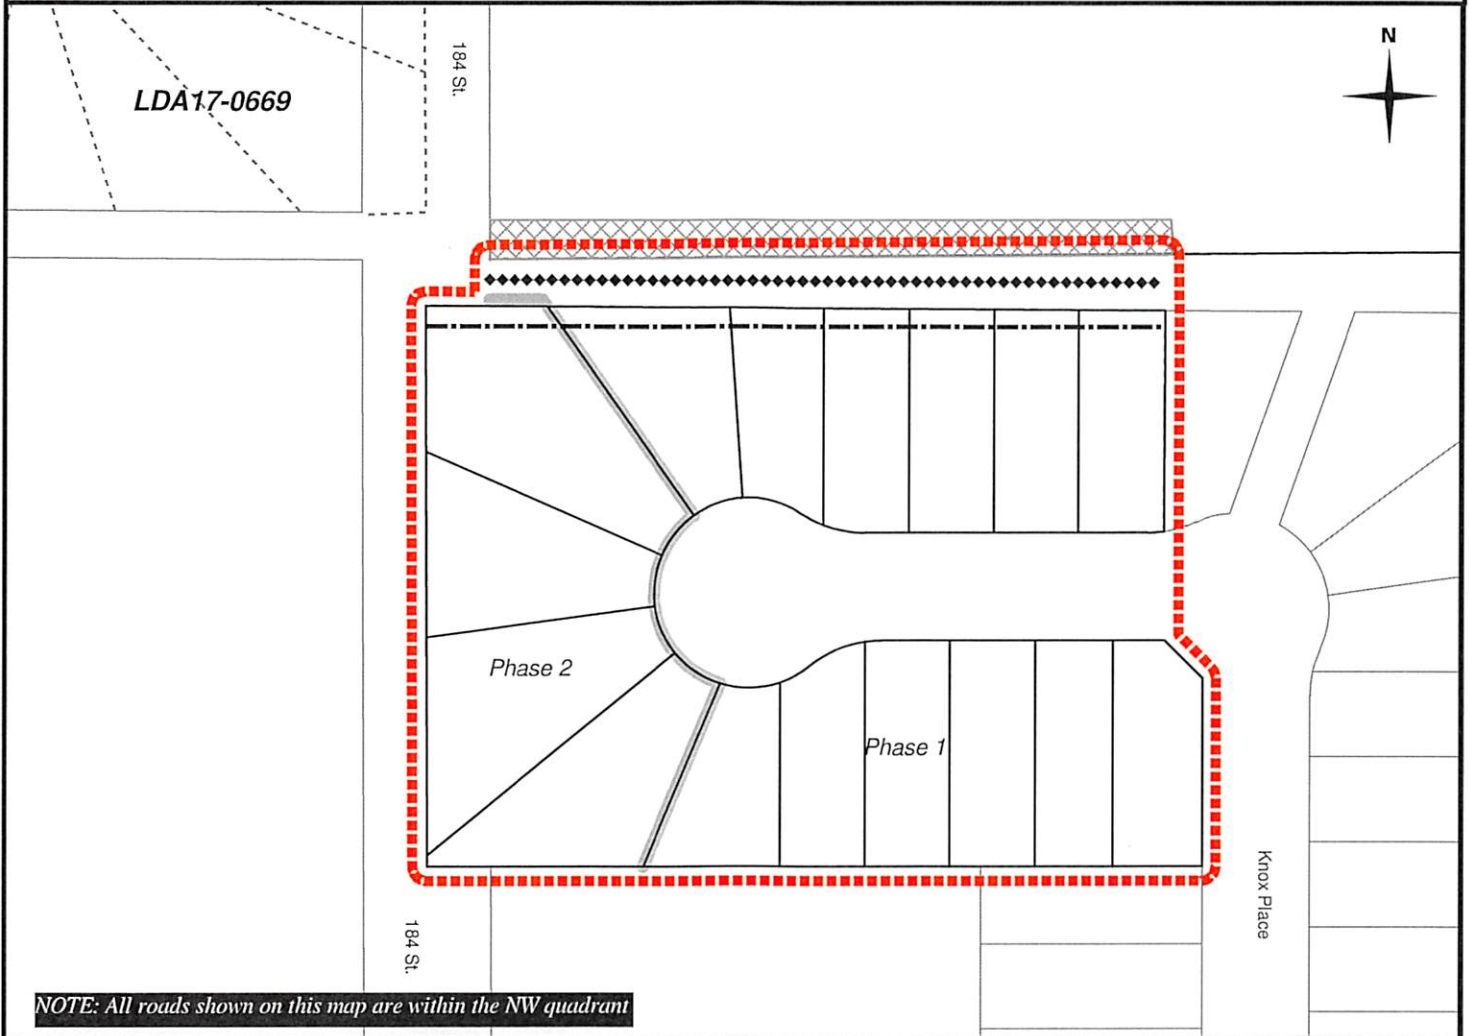 184 St.
N
LDA17-0669
Phase 2
Phase 1
Knox Place
184 St.
NOTE: All roads shown on this map are within the NW quadrant